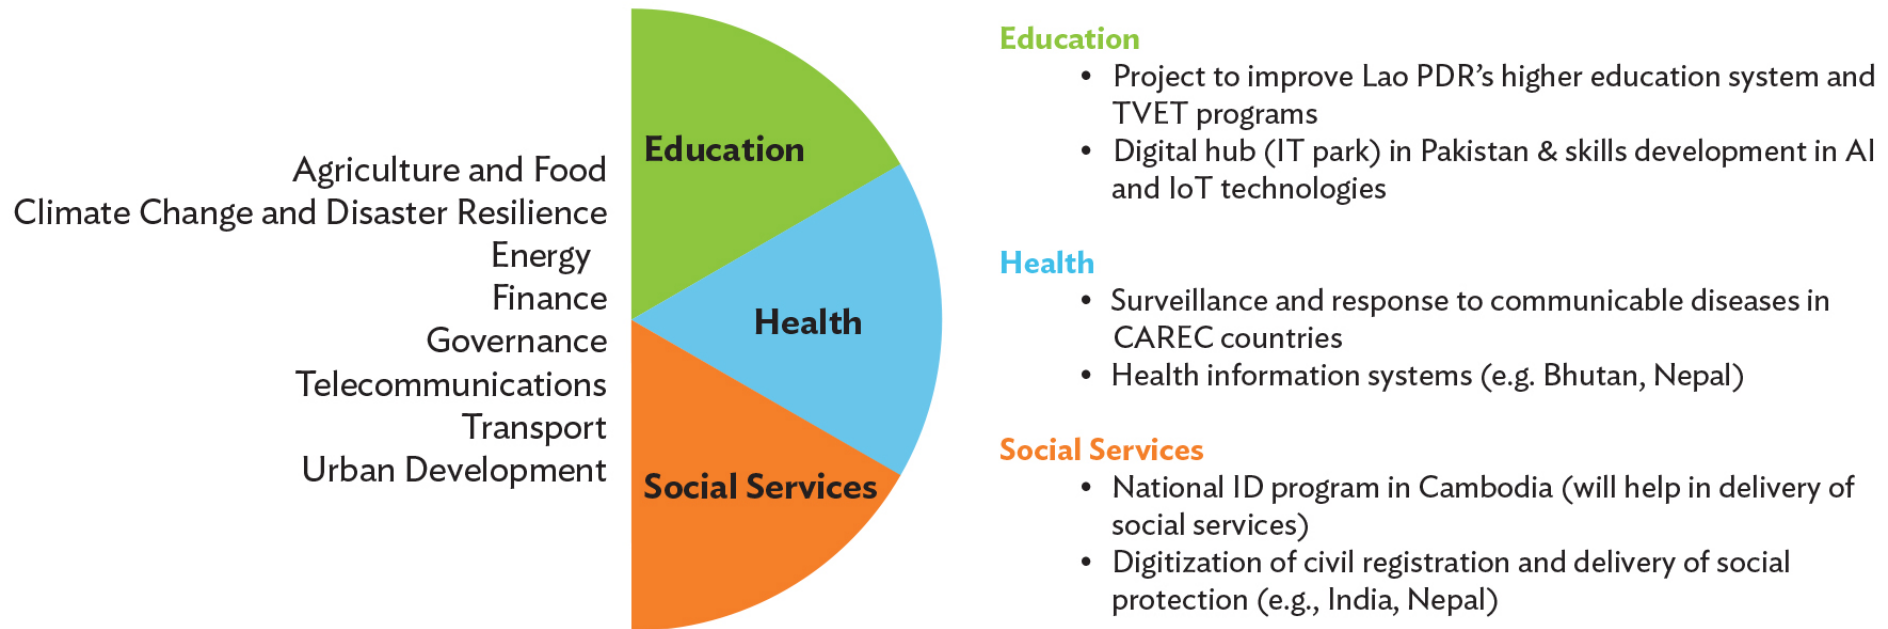 Agriculture and Food
Climate Change and Disaster Resilience
Energy
Finance
Governance
Telecommunications
Transport
Urban Development
Education
Health
Social Services
Education
• Project to improve Lao PDR’s higher education system and
TVET programs
• Digital hub (IT park) in Pakistan & skills development in AI
and IoT technologies
Health
• Surveillance and response to communicable diseases in
CAREC countries
• Health information systems (e.g. Bhutan, Nepal)
Social Services
• National ID program in Cambodia (will help in delivery of
social services)
• Digitization of civil registration and delivery of social
protection (e.g., India, Nepal)